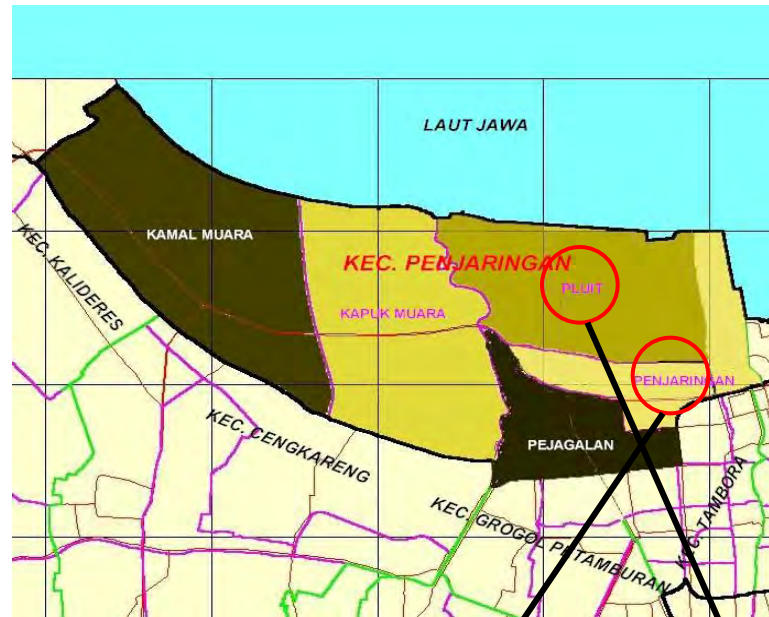 LAUT JAWA
KAMAL MUARA
KEC. PENJARINGAN
KEC. KALIDERES
PLUIT
KAPUK MUARA
PENJARINGAN
KEC. CENGKARENG
PEJAGALAN
KEC. GROGOL PETAMBURAN
KEC. TAMBORA